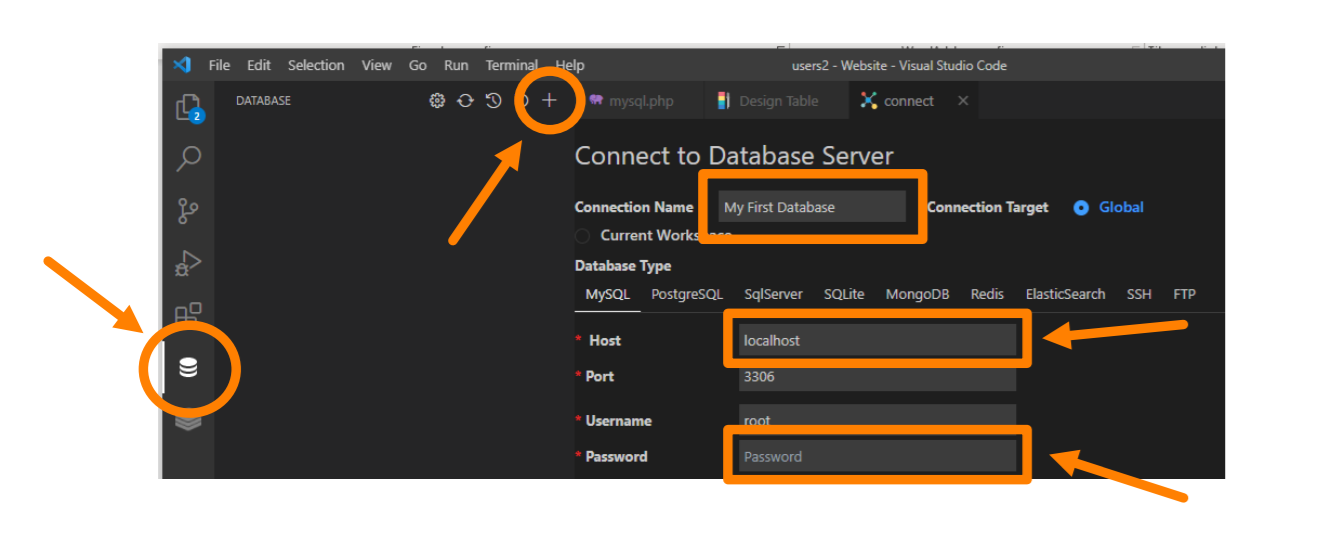 File Edit Selection View Go Run Terminal Help users2 - Website - Visual Studio Code
2
DATABASE mysql.php Design Table connect
Connect to Database Server
Connection Name My First Database Connection Target Global
Current Workspace
Database Type
MySQL PostgreSQL SqlServer SQLite MongoDB Redis ElasticSearch SSH FTP
* Host localhost
* Port 3306
* Username root
* Password Password